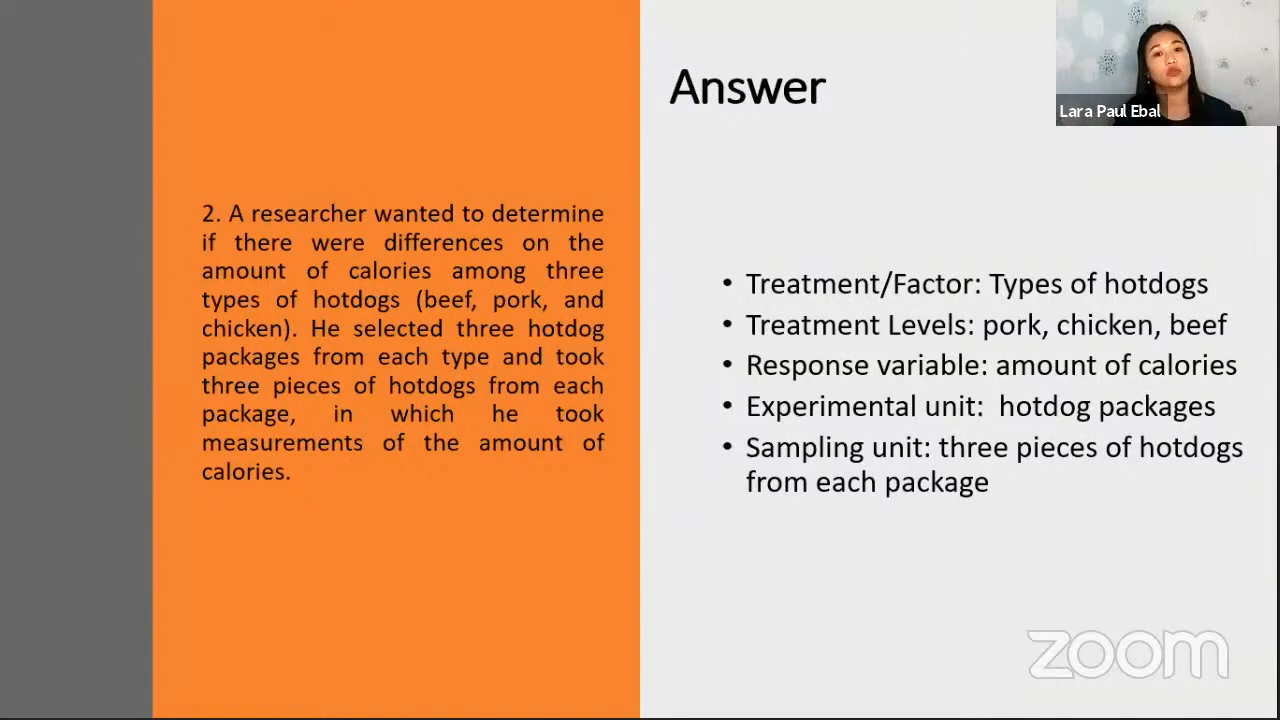 2. A researcher wanted to determine
if there were differences on the
amount of calories among three
types of hotdogs (beef, pork, and
chicken). He selected three hotdog
packages from each type and took
three pieces of hotdogs from each
package, in which he took
measurements of the amount of
calories.
Answer
• Treatment/Factor: Types of hotdogs
• Treatment Levels: pork, chicken, beef
• Response variable: amount of calories
• Experimental unit:  hotdog packages
• Sampling unit: three pieces of hotdogs
from each package
Lara Paul Ebal
zoom